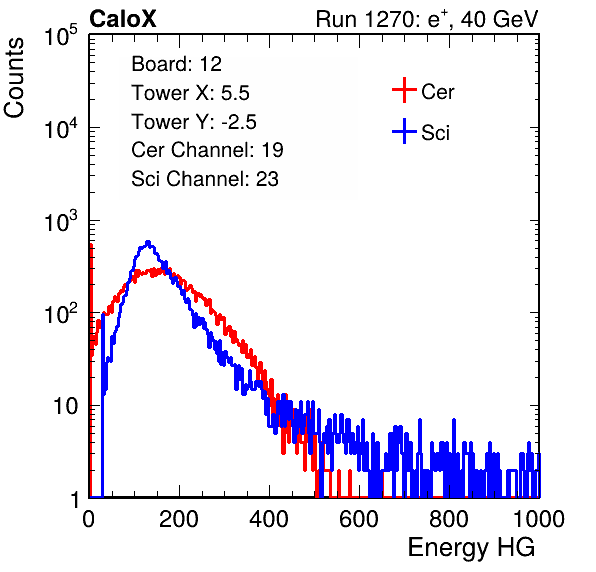 CaloX Run 1270: e+, 40 GeV
Counts
10^5
10^4
10^3
10^2
10
1
Board: 12
Tower X: 5.5
Tower Y: -2.5
Cer Channel: 19
Sci Channel: 23
Cer
Sci
0 200 400 600 800 1000
Energy HG